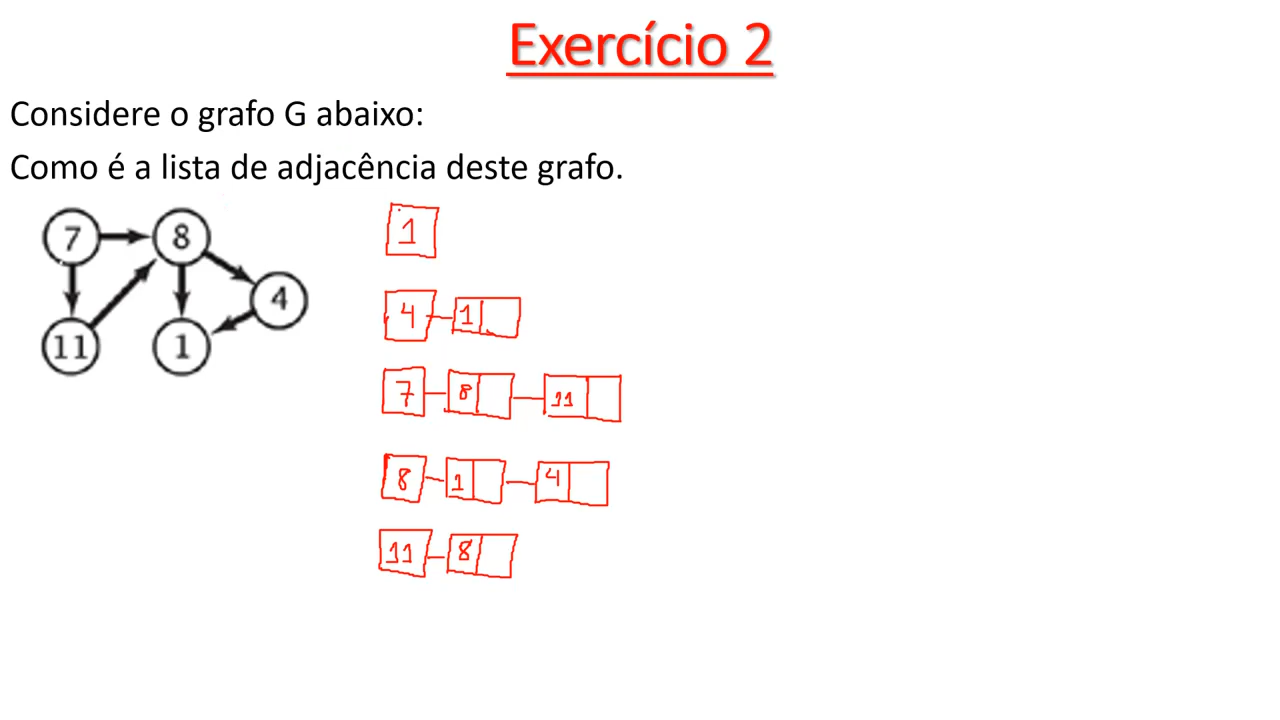 Exercício 2
Considere o grafo G abaixo:
Como é a lista de adjacência deste grafo.
7 8
4
11 1
1
4 1
7 8 11
8 1 4
11 8